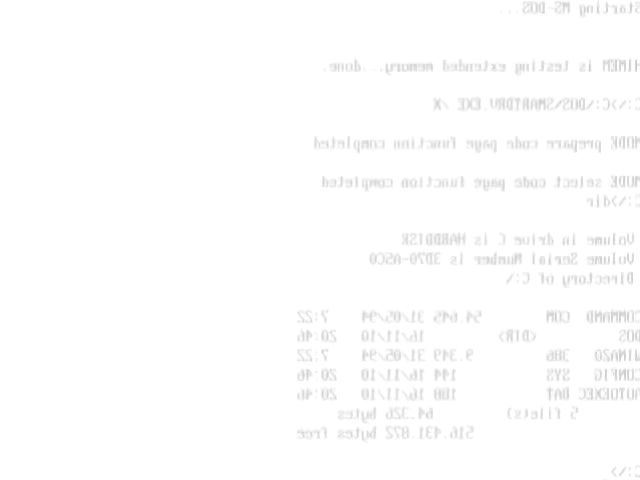 Starting MS-DOS...
HIMEM is testing extended memory...done.
C:\>C:\DOS\SMARTDRV.EXE /X
MODE prepare code page function completed
MODE select code page function completed
C:\>dir
Volume in drive C is HARDDISK
Volume Serial Number is 3D70-A5C0
Directory of C:\
COMMAND COM 54.645 31/05/94 7:22
DOS <DIR> 16/11/10 20:46
WINA20 386 9.349 31/05/94 7:22
CONFIG SYS 144 16/11/10 20:46
AUTOEXEC BAT 188 16/11/10 20:46
5 file(s) 64.326 bytes
516.431.872 bytes free
C:\>_